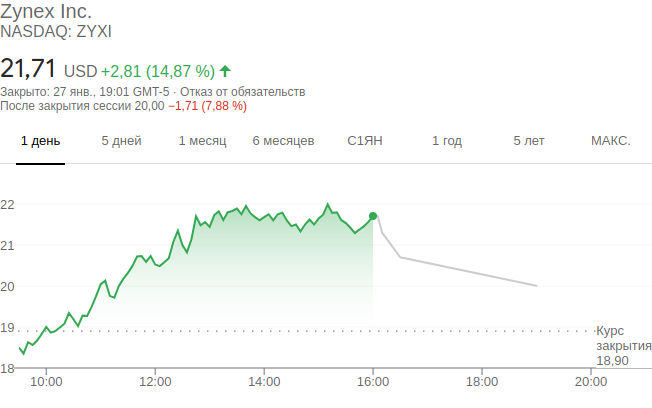 Zynex Inc.
NASDAQ: ZYXI
21,71 USD +2,81 (14,87 %)
Закрыто: 27 янв., 19:01 GMT-5 · Отказ от обязательств
После закрытия сессии 20,00 −1,71 (7,88 %)
1 день 5 дней 1 месяц 6 месяцев С1ЯН 1 год 5 лет МАКС.
22
21
20
19
18
Курс
закрытия
18,90
10:00 12:00 14:00 16:00 18:00 20:00